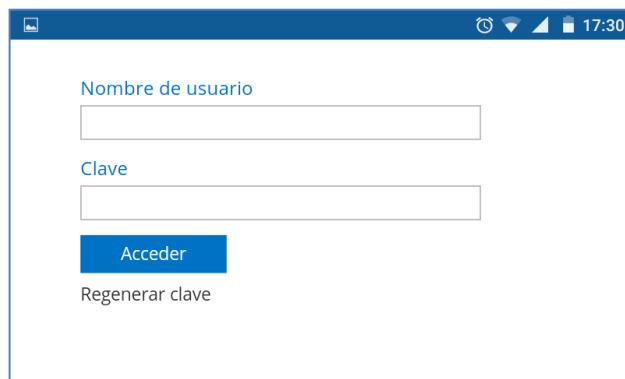 17:30
Nombre de usuario
Clave
Acceder
Regenerar clave